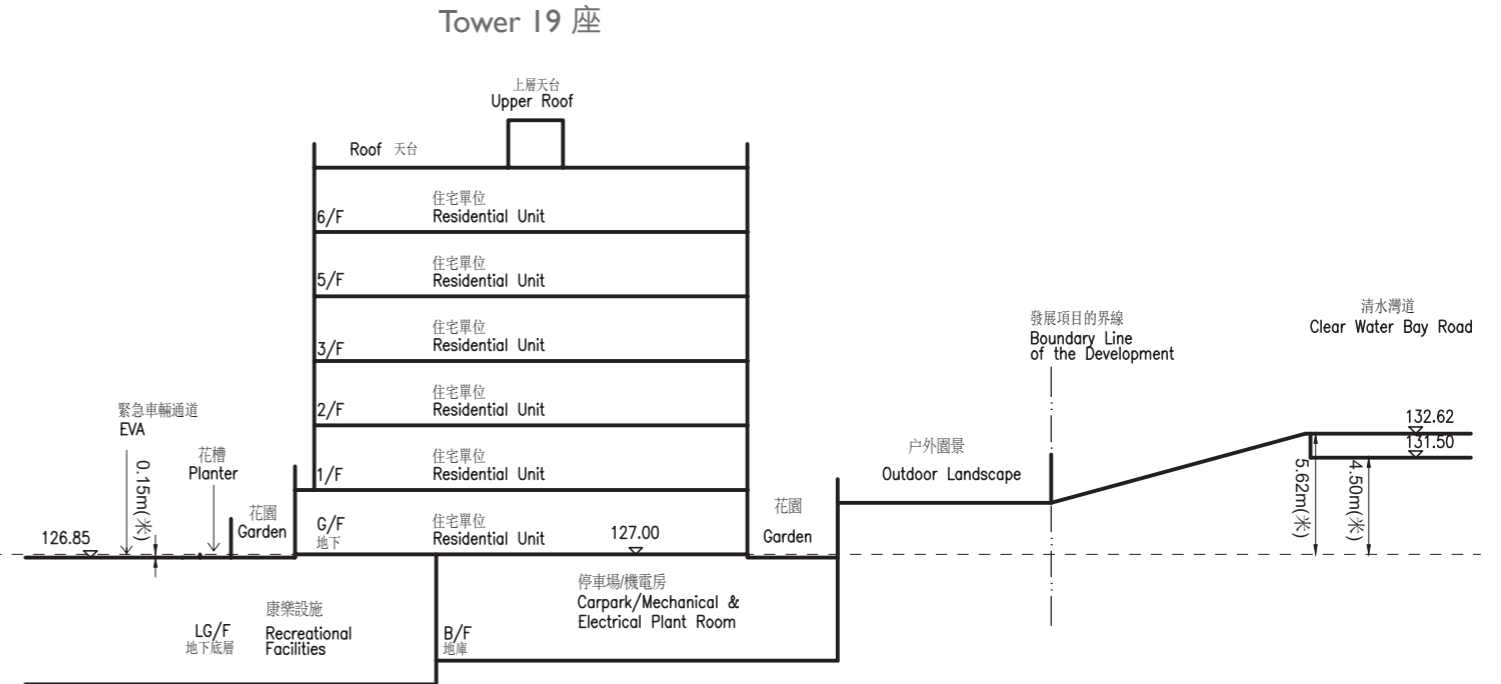 Tower 19 座
上層天台
Upper Roof
Roof 天台
住宅單位
6/F Residential Unit
住宅單位
5/F Residential Unit
住宅單位
3/F Residential Unit
住宅單位
2/F Residential Unit
住宅單位
1/F Residential Unit
住宅單位
G/F Residential Unit
地下
127.00
緊急車輛通道
EVA
0.15m(米)
花槽
Planter
花園
Garden
126.85
花園
Garden
户外園景
Outdoor Landscape
發展項目的界線
Boundary Line
of the Development
清水灣道
Clear Water Bay Road
132.62
131.50
5.62m(米)
4.50m(米)
康樂設施
LG/F Recreational
地下底層 Facilities
停車場/機電房
Carpark/Mechanical &
Electrical Plant Room
B/F
地庫